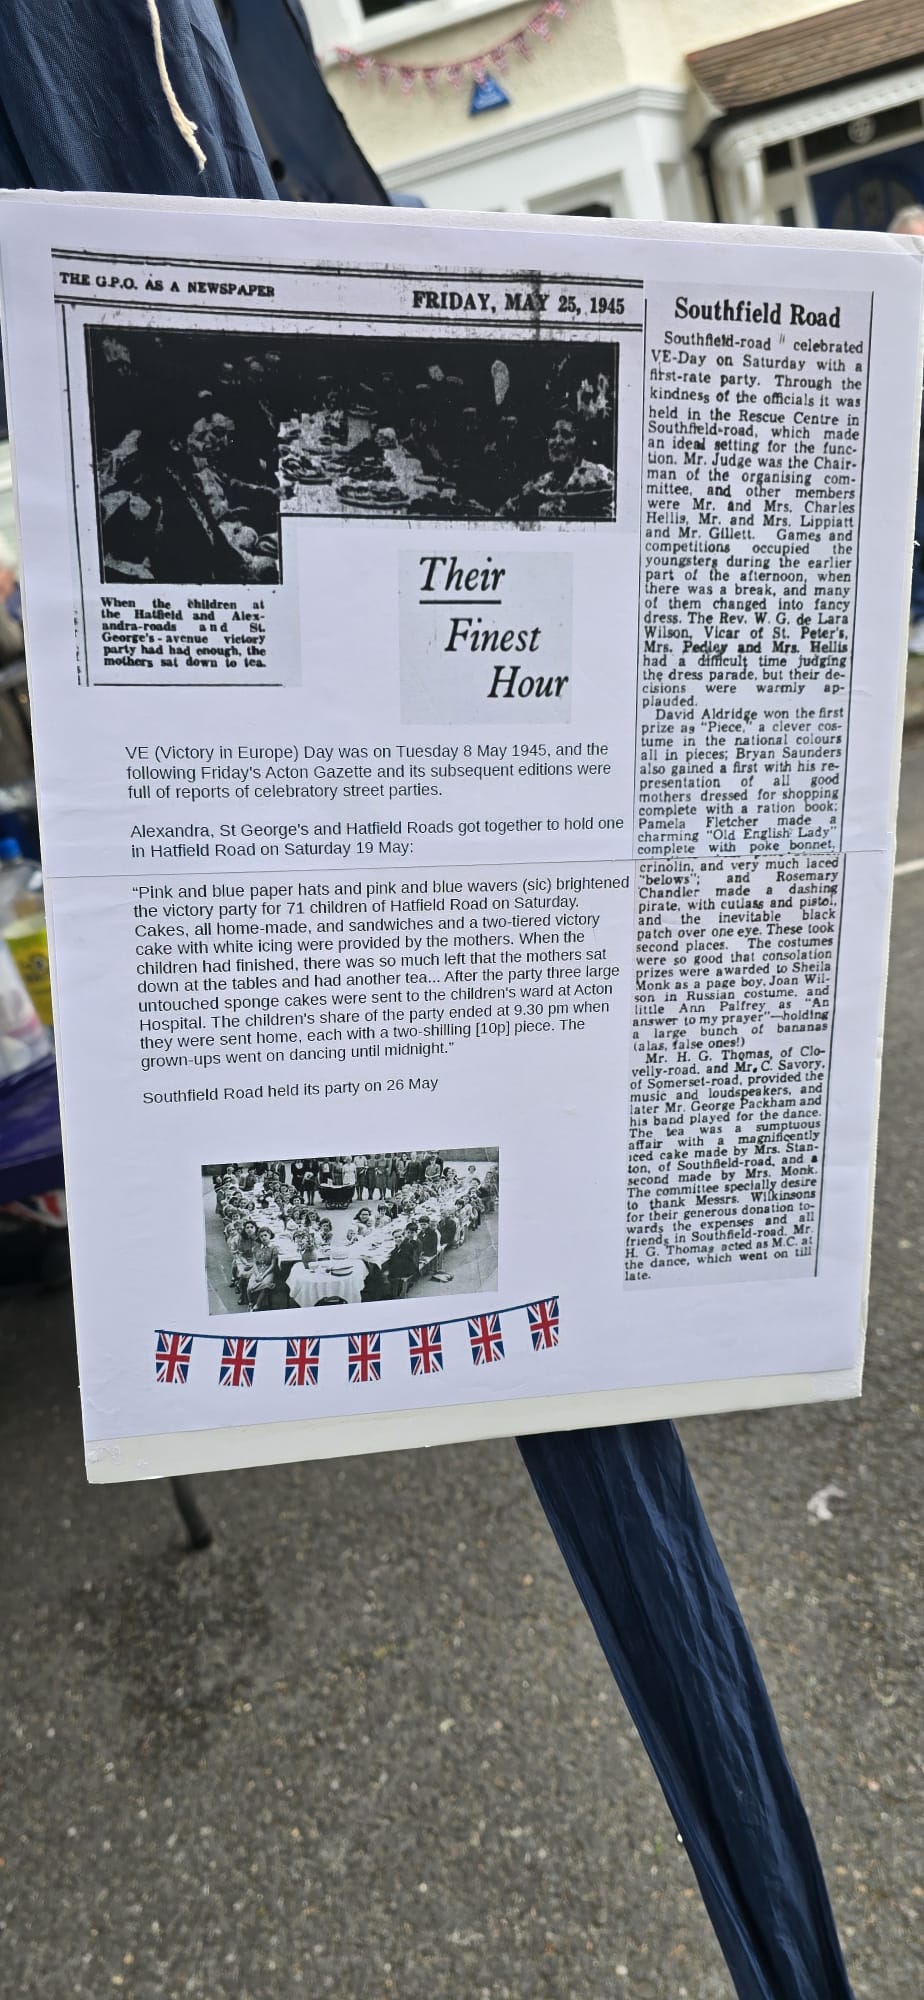 THE G.P.O. AS A NEWSPAPER
FRIDAY, MAY 25, 1945
When the children at
the Hatfield and Alex-
andra-roads and St.
George's-avenue victory
party had had enough, the
mothers sat down to tea.
Their
Finest
Hour
VE (Victory in Europe) Day was on Tuesday 8 May 1945, and the
following Friday's Acton Gazette and its subsequent editions were
full of reports of celebratory street parties.
Alexandra, St George's and Hatfield Roads got together to hold one
in Hatfield Road on Saturday 19 May:
“Pink and blue paper hats and pink and blue wavers (sic) brightened
the victory party for 71 children of Hatfield Road on Saturday.
Cakes, all home-made, and sandwiches and a two-tiered victory
cake with white icing were provided by the mothers. When the
children had finished, there was so much left that the mothers sat
down at the tables and had another tea... After the party three large
untouched sponge cakes were sent to the children's ward at Acton
Hospital. The children's share of the party ended at 9.30 pm when
they were sent home, each with a two-shilling [10p] piece. The
grown-ups went on dancing until midnight.”
Southfield Road held its party on 26 May
Southfield Road
Southfield-road celebrated
VE-Day on Saturday with a
first-rate party. Through the
kindness of the officials it was
held in the Rescue Centre in
Southfield-road, which made
an ideal setting for the func-
tion. Mr. Judge was the Chair-
man of the organising com-
mittee, and other members
were Mr. and Mrs. Charles
Hellis, Mr. and Mrs. Lippiatt
and Mr. Gillett. Games and
competitions occupied the
youngsters during the earlier
part of the afternoon, when
there was a break, and many
of them changed into fancy
dress. The Rev. W. G. de Lara
Wilson, Vicar of St. Peter's,
Mrs. Pedley and Mrs. Hellis
had a difficult time judging
the dress parade, but their de-
cisions were warmly ap-
plauded.
David Aldridge won the first
prize as "Piece," a clever cos-
tume in the national colours
all in pieces; Bryan Saunders
also gained a first with his re-
presentation of all good
mothers dressed for shopping
complete with a ration book;
Pamela Fletcher made a
charming "Old English Lady"
complete with poke bonnet,
crinolin, and very much laced
"belows"; and Rosemary
Chandler made a dashing
pirate, with cutlass and pistol,
and the inevitable black
patch over one eye. These took
second places. The costumes
were so good that consolation
prizes were awarded to Sheila
Monk as a page boy, Joan Wil-
son in Russian costume, and
little Ann Palfrey as "An
answer to my prayer"—holding
a large bunch of bananas
(alas, false ones!)
Mr. H. G. Thomas, of Clo-
velly-road, and Mr. C. Savory,
of Somerset-road, provided the
music and loudspeakers, and
later Mr. George Packham and
his band played for the dance.
The tea was a sumptuous
affair with a magnificently
iced cake made by Mrs. Stan-
ton, of Southfield-road, and a
second made by Mrs. Monk.
The committee specially desire
to thank Messrs. Wilkinsons
for their generous donation to-
wards the expenses and all
friends in Southfield-road. Mr.
H. G. Thomas acted as M.C. at
the dance, which went on till
late.